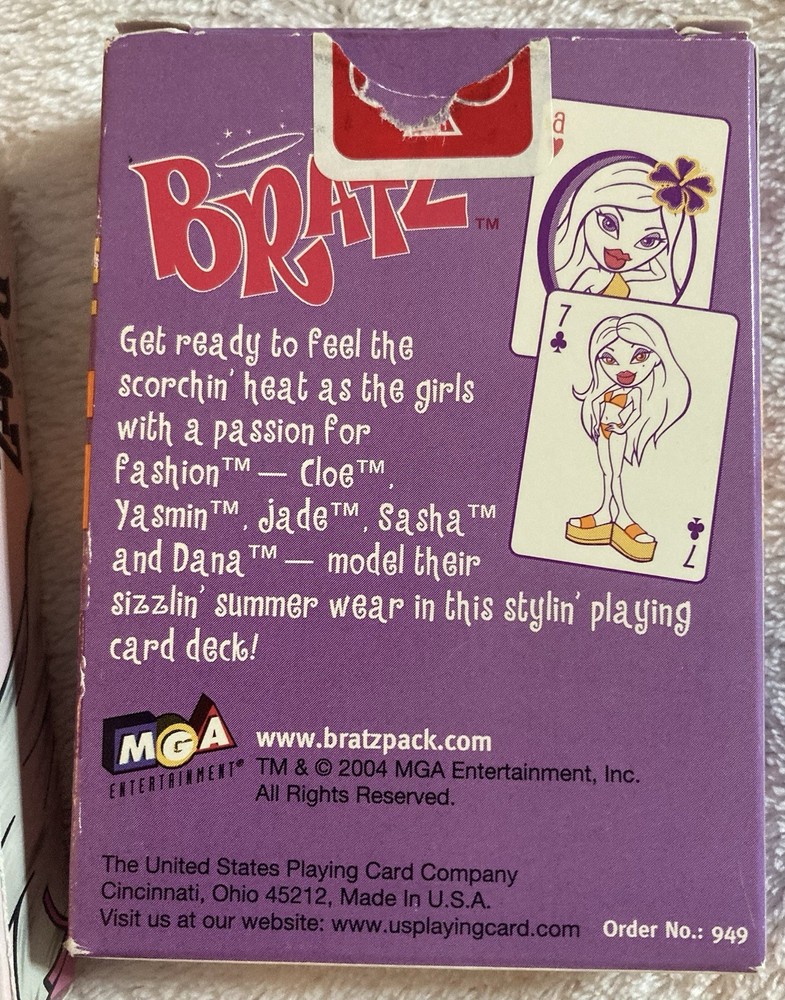 BRATZ™
a
7
7
Get ready to feel the
scorchin' heat as the girls
with a passion for
fashion™ — Cloe™,
Yasmin™, Jade™, Sasha™
and Dana™ — model their
sizzlin' summer wear in this stylin' playing
card deck!
MGA
ENTERTAINMENT®
www.bratzpack.com
TM & © 2004 MGA Entertainment, Inc.
All Rights Reserved.
The United States Playing Card Company
Cincinnati, Ohio 45212, Made In U.S.A.
Visit us at our website: www.usplayingcard.com
Order No.: 949